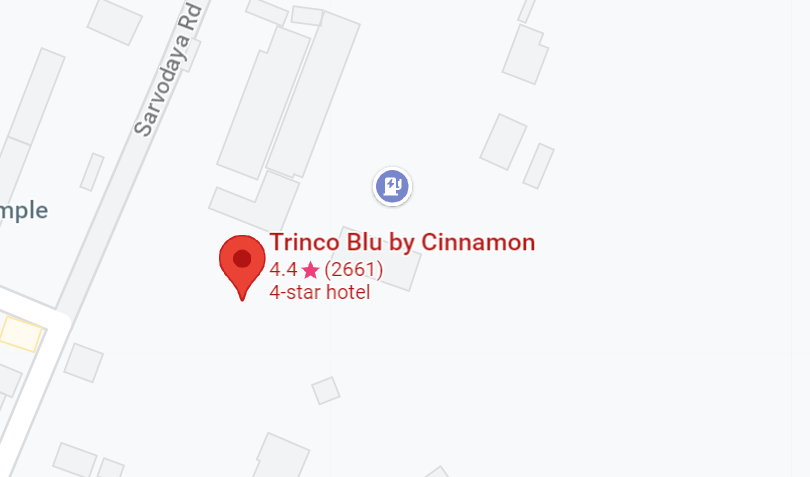 Sarvodaya Rd
mple
Trinco Blu by Cinnamon
4.4★(2661)
4-star hotel